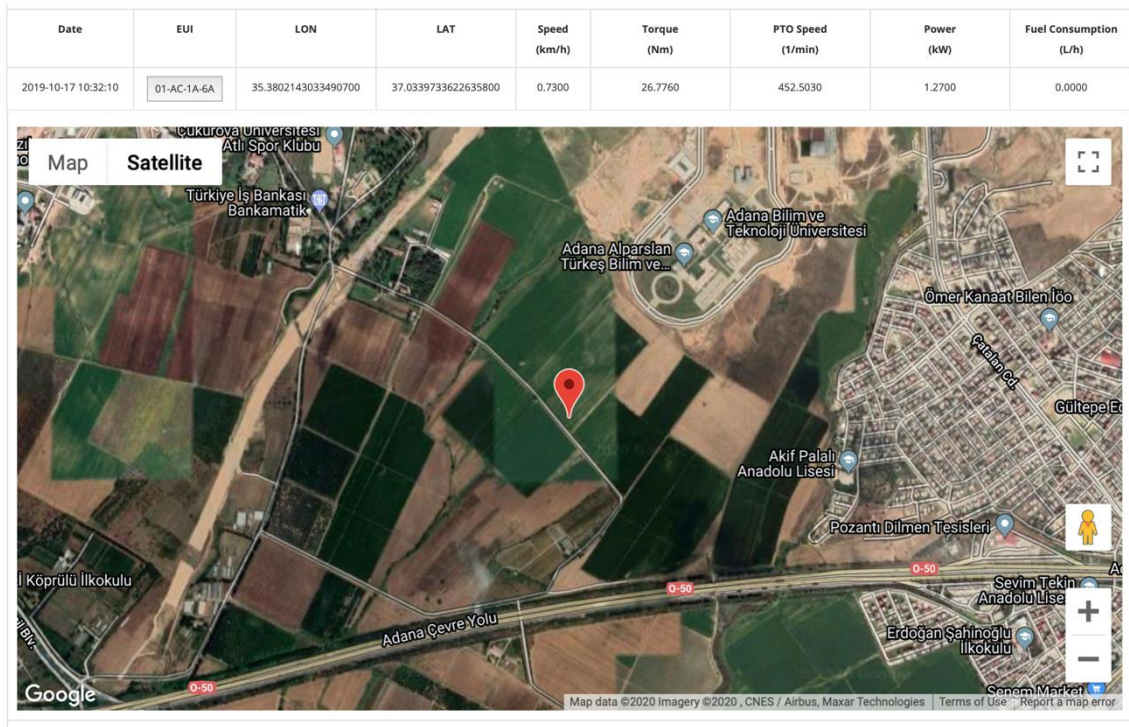 Date EUI LON LAT Speed (km/h) Torque (Nm) PTO Speed (1/min) Power (kW) Fuel Consumption (L/h)
2019-10-17 10:32:10 01-AC-1A-6A 35.3802143033490700 37.0339733622635800 0.7300 26.7760 452.5030 1.2700 0.0000
Çukurova Üniversitesi
Atlı Spor Kulübu
Map Satellite
Türkiye İş Bankası
Bankamatik
Adana Bilim ve
Teknoloji Üniversitesi
Adana Alparslan
Türkeş Bilim ve...
Ömer Kanaat Bilen İöo
Çatalan Cd.
Gültepe
Akif Palalı
Anadolu Lisesi
Pozantı Dilmen Tesisleri
O-50
O-50
Köprülü İlkokulu
Sevim Tekin
Anadolu Lise
Adana Çevre Yolu
Erdoğan Şahinoğlu
İlkokulu
O-50
Senem Market
Google
Map data ©2020 Imagery ©2020 , CNES / Airbus, Maxar Technologies Terms of Use Report a map error